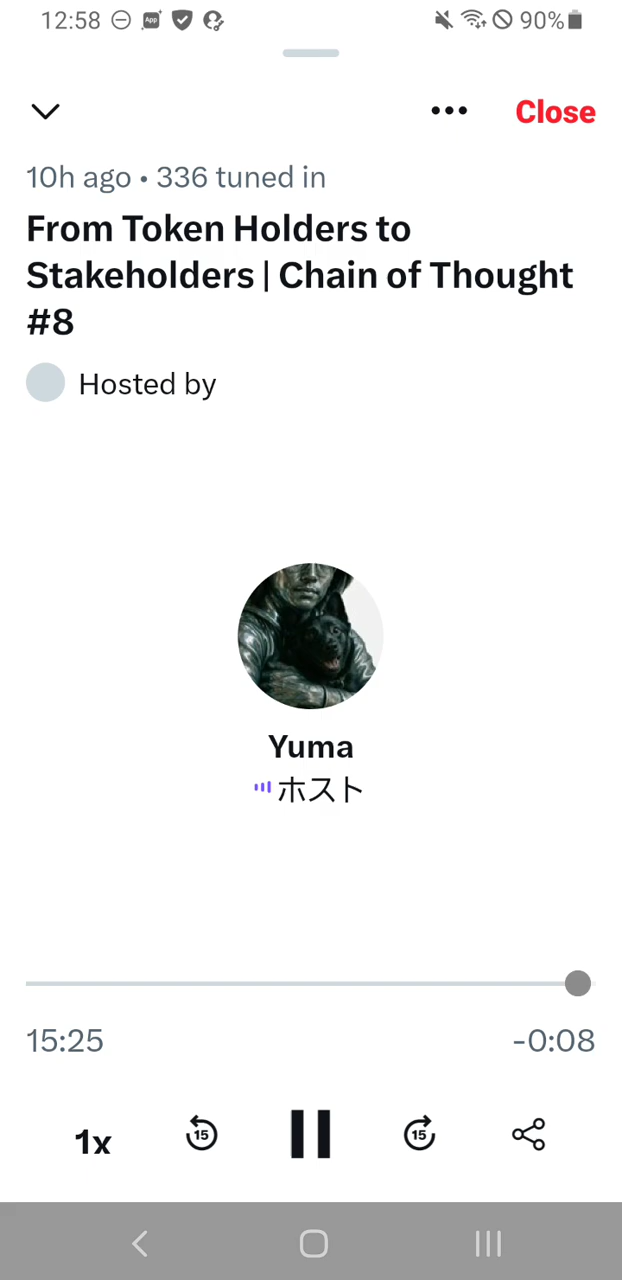 12:58
App
90%
Close
10h ago • 336 tuned in
From Token Holders to
Stakeholders | Chain of Thought
#8
Hosted by
Yuma
ホスト
15:25
-0:08
1x
15
15